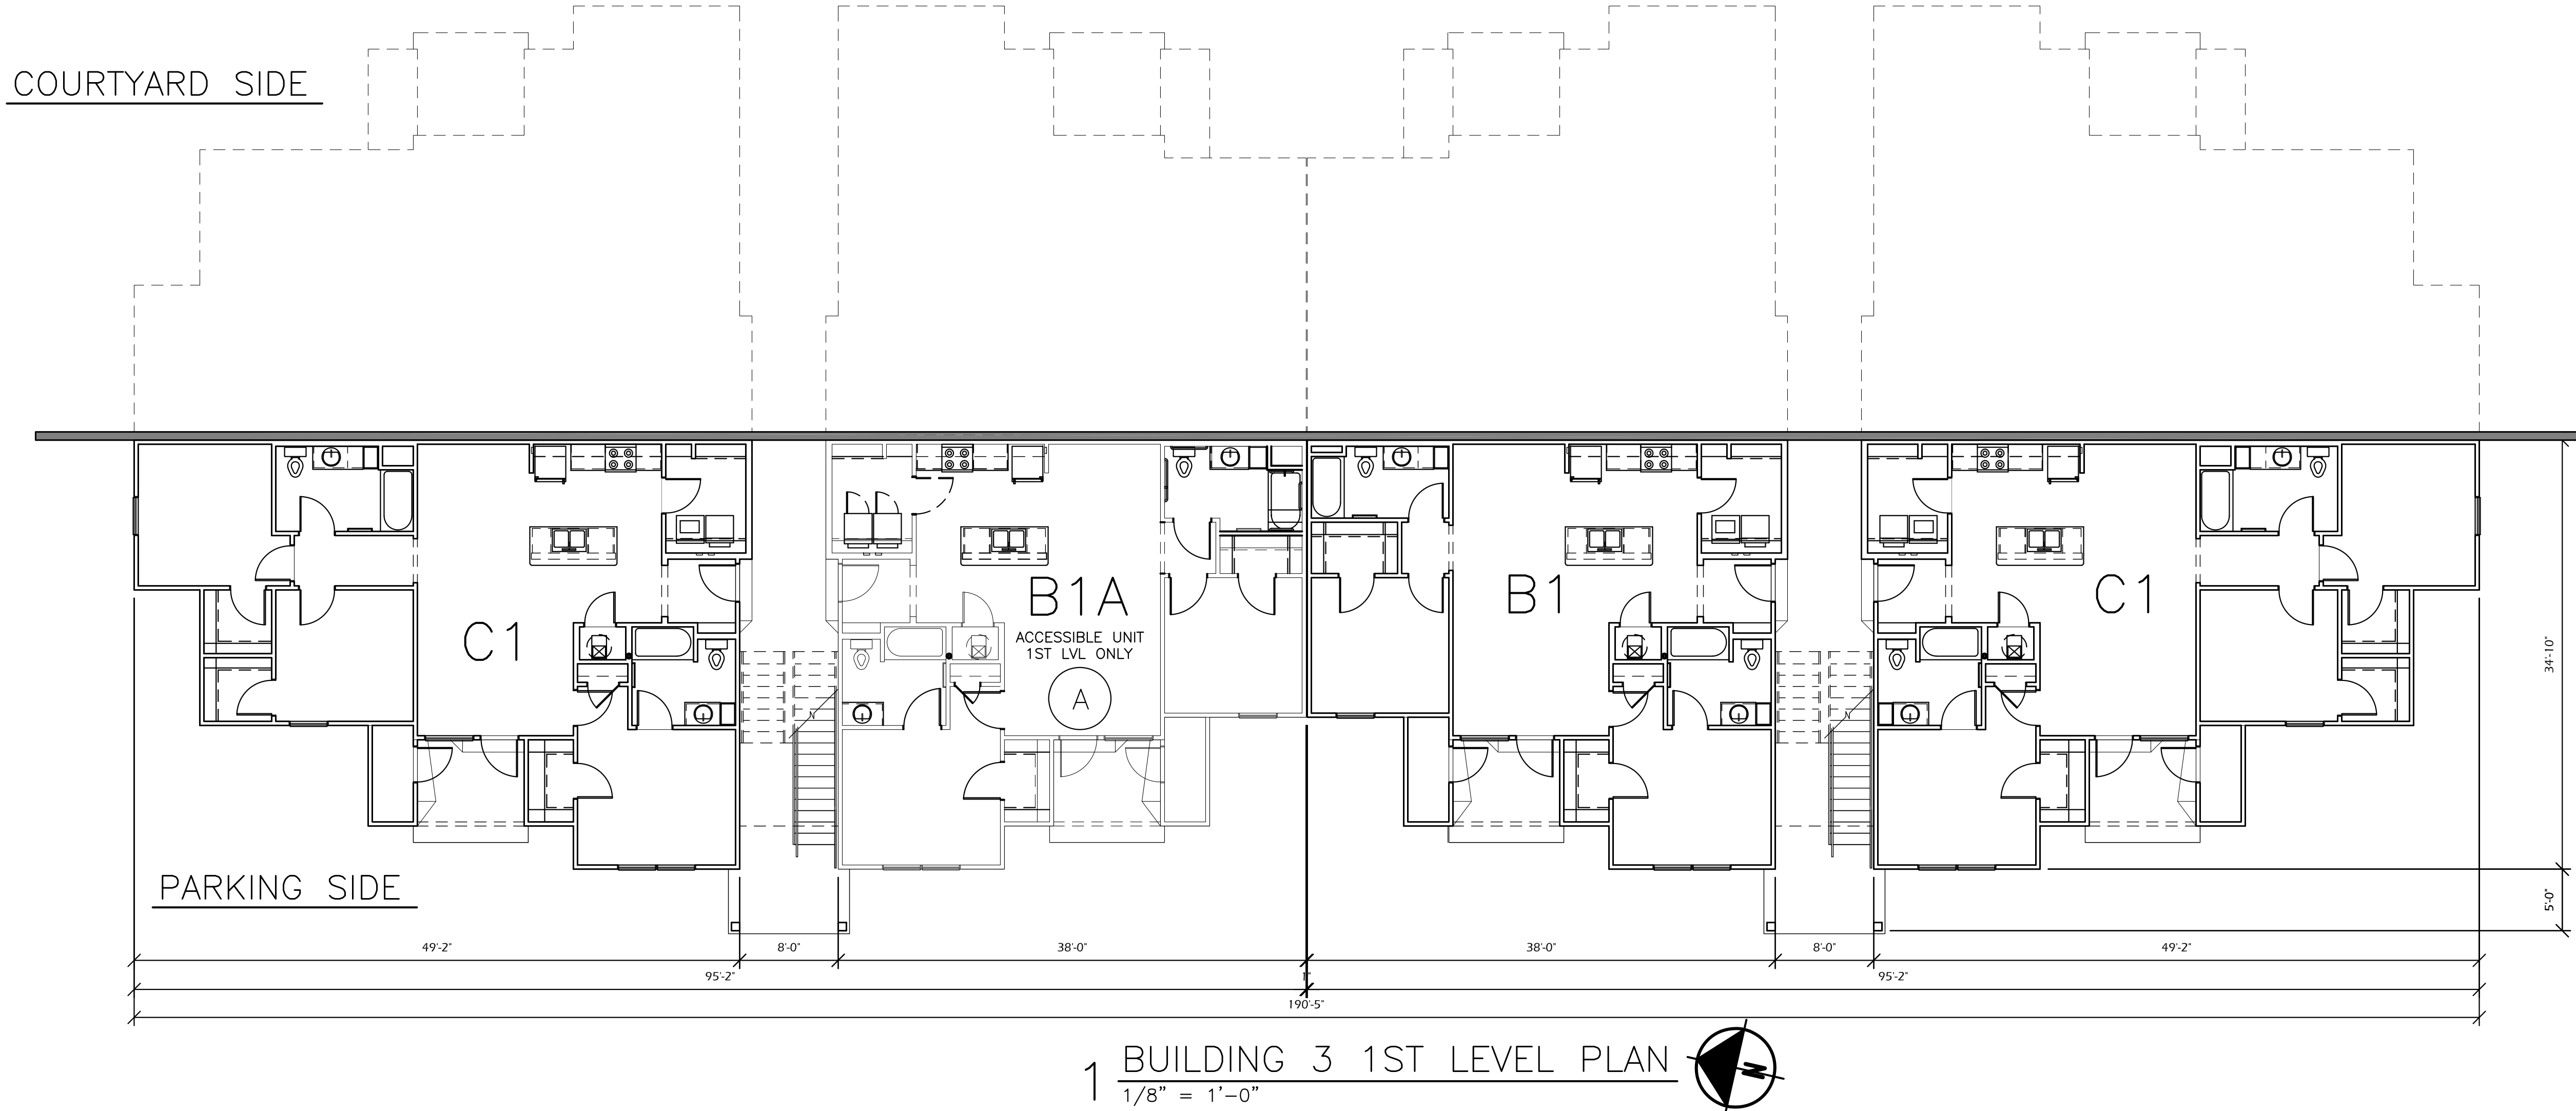 COURTYARD SIDE
C1
B1A
ACCESSIBLE UNIT
1ST LVL ONLY
A
B1
C1
34'-10"
5'-0"
PARKING SIDE
49'-2"
8'-0"
38'-0"
38'-0"
8'-0"
49'-2"
95'-2"
1"
95'-2"
190'-5"
1
BUILDING 3 1ST LEVEL PLAN
1/8" = 1'-0"
N